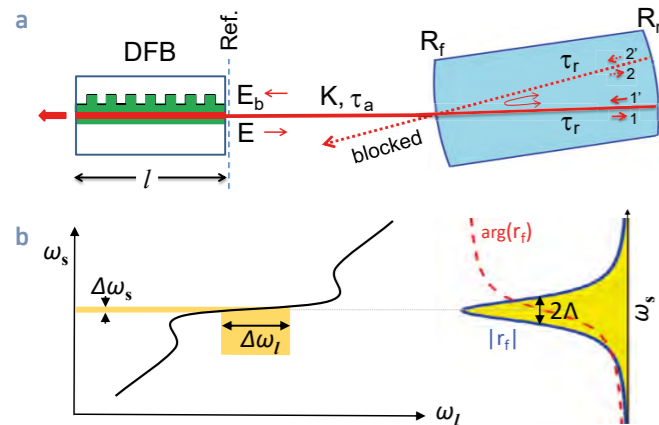 a
DFB
Ref.
R_f
R
E_b
K, τ_a
τ_r
2'
2
1'
1
τ_r
E
blocked
l
b
ω_s
Δω_s
Δω_l
ω_l
arg(r_f)
2Λ
|r_f|
ω_s